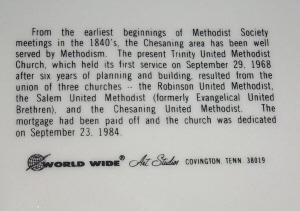 From the earliest beginnings of Methodist Society
meetings in the 1840's, the Chesaning area has been well
served by Methodism. The present Trinity United Methodist
Church, which held its first service on September 29, 1968
after six years of planning and building, resulted from the
union of three churches -- the Robinson United Methodist,
the Salem United Methodist (formerly Evangelical United
Brethren), and the Chesaning United Methodist. The
mortgage had been paid off and the church was dedicated
on September 23, 1984.
WORLD WIDE® Art Studios COVINGTON, TENN. 38019